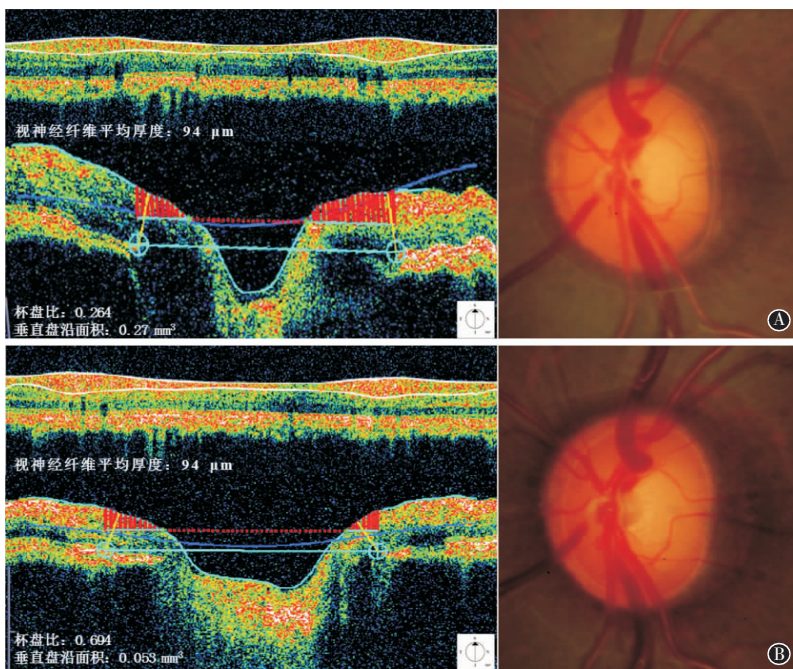 视神经纤维平均厚度：94 μm
杯盘比：0.264
垂直盘沿面积：0.27 mm³
A
视神经纤维平均厚度：94 μm
杯盘比：0.694
垂直盘沿面积：0.053 mm³
B